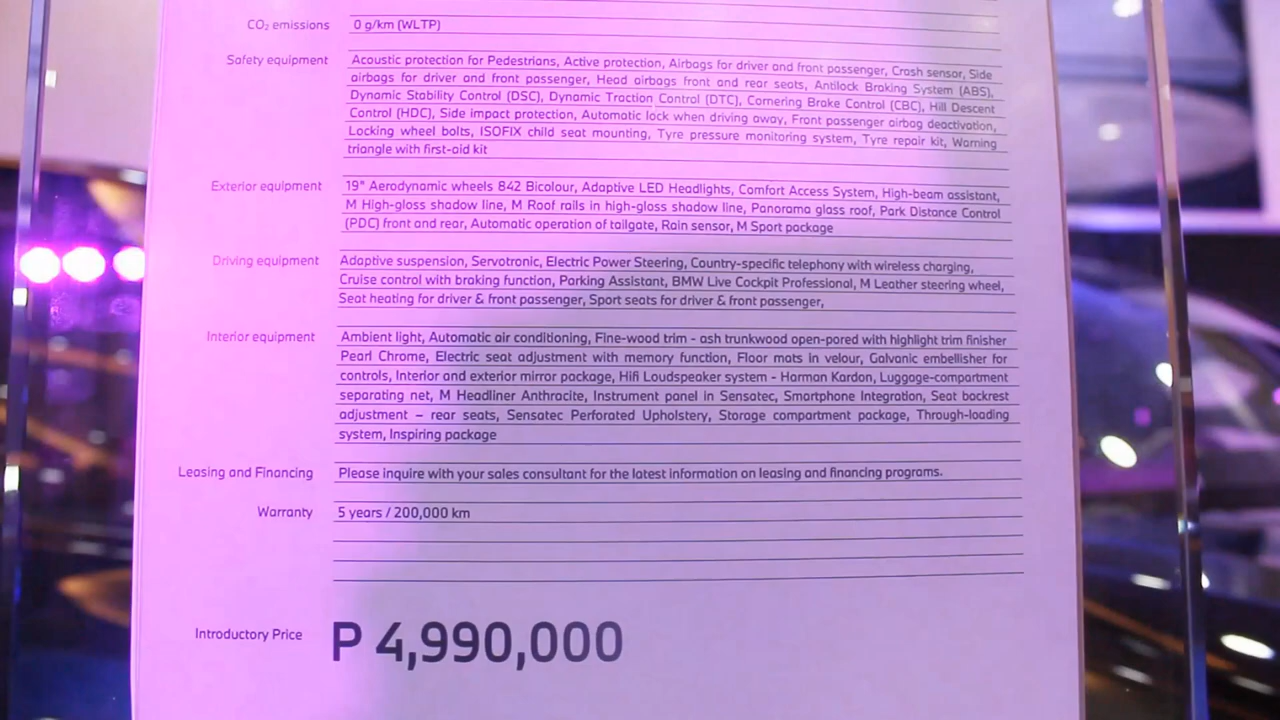 CO₂ emissions 0 g/km (WLTP)
Safety equipment Acoustic protection for Pedestrians, Active protection, Airbags for driver and front passenger, Crash sensor, Side
airbags for driver and front passenger, Head airbags front and rear seats, Antilock Braking System (ABS),
Dynamic Stability Control (DSC), Dynamic Traction Control (DTC), Cornering Brake Control (CBC), Hill Descent
Control (HDC), Side impact protection, Automatic lock when driving away, Front passenger airbag deactivation,
Locking wheel bolts, ISOFIX child seat mounting, Tyre pressure monitoring system, Tyre repair kit, Warning
triangle with first-aid kit
Exterior equipment 19" Aerodynamic wheels 842 Bicolour, Adaptive LED Headlights, Comfort Access System, High-beam assistant,
M High-gloss shadow line, M Roof rails in high-gloss shadow line, Panorama glass roof, Park Distance Control
(PDC) front and rear, Automatic operation of tailgate, Rain sensor, M Sport package
Driving equipment Adaptive suspension, Servotronic, Electric Power Steering, Country-specific telephony with wireless charging,
Cruise control with braking function, Parking Assistant, BMW Live Cockpit Professional, M Leather steering wheel,
Seat heating for driver & front passenger, Sport seats for driver & front passenger,
Interior equipment Ambient light, Automatic air conditioning, Fine-wood trim - ash trunkwood open-pored with highlight trim finisher
Pearl Chrome, Electric seat adjustment with memory function, Floor mats in velour, Galvanic embellisher for
controls, Interior and exterior mirror package, Hifi Loudspeaker system - Harman Kardon, Luggage-compartment
separating net, M Headliner Anthracite, Instrument panel in Sensatec, Smartphone Integration, Seat backrest
adjustment – rear seats, Sensatec Perforated Upholstery, Storage compartment package, Through-loading
system, Inspiring package
Leasing and Financing Please inquire with your sales consultant for the latest information on leasing and financing programs.
Warranty 5 years / 200,000 km
Introductory Price P 4,990,000